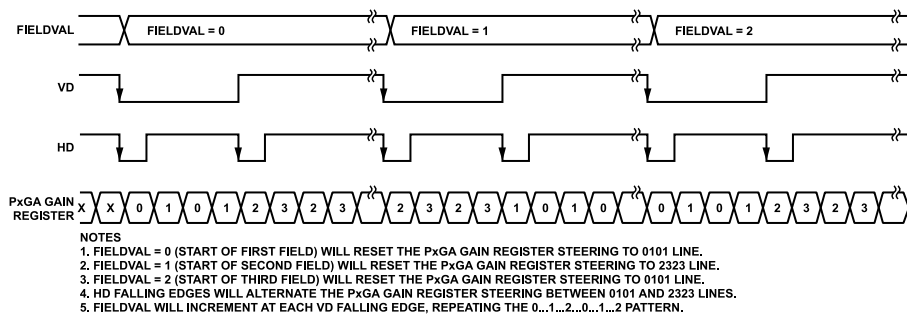 FIELDVAL FIELDVAL = 0 FIELDVAL = 1 FIELDVAL = 2
VD
HD
PxGA GAIN
REGISTER
X X 0 1 0 1 2 3 2 3 2 3 2 3 1 0 1 0 0 1 0 1 2 3 2 3
NOTES
1. FIELDVAL = 0 (START OF FIRST FIELD) WILL RESET THE PxGA GAIN REGISTER STEERING TO 0101 LINE.
2. FIELDVAL = 1 (START OF SECOND FIELD) WILL RESET THE PxGA GAIN REGISTER STEERING TO 2323 LINE.
3. FIELDVAL = 2 (START OF THIRD FIELD) WILL RESET THE PxGA GAIN REGISTER STEERING TO 0101 LINE.
4. HD FALLING EDGES WILL ALTERNATE THE PxGA GAIN REGISTER STEERING BETWEEN 0101 AND 2323 LINES.
5. FIELDVAL WILL INCREMENT AT EACH VD FALLING EDGE, REPEATING THE 0...1...2...0...1...2 PATTERN.